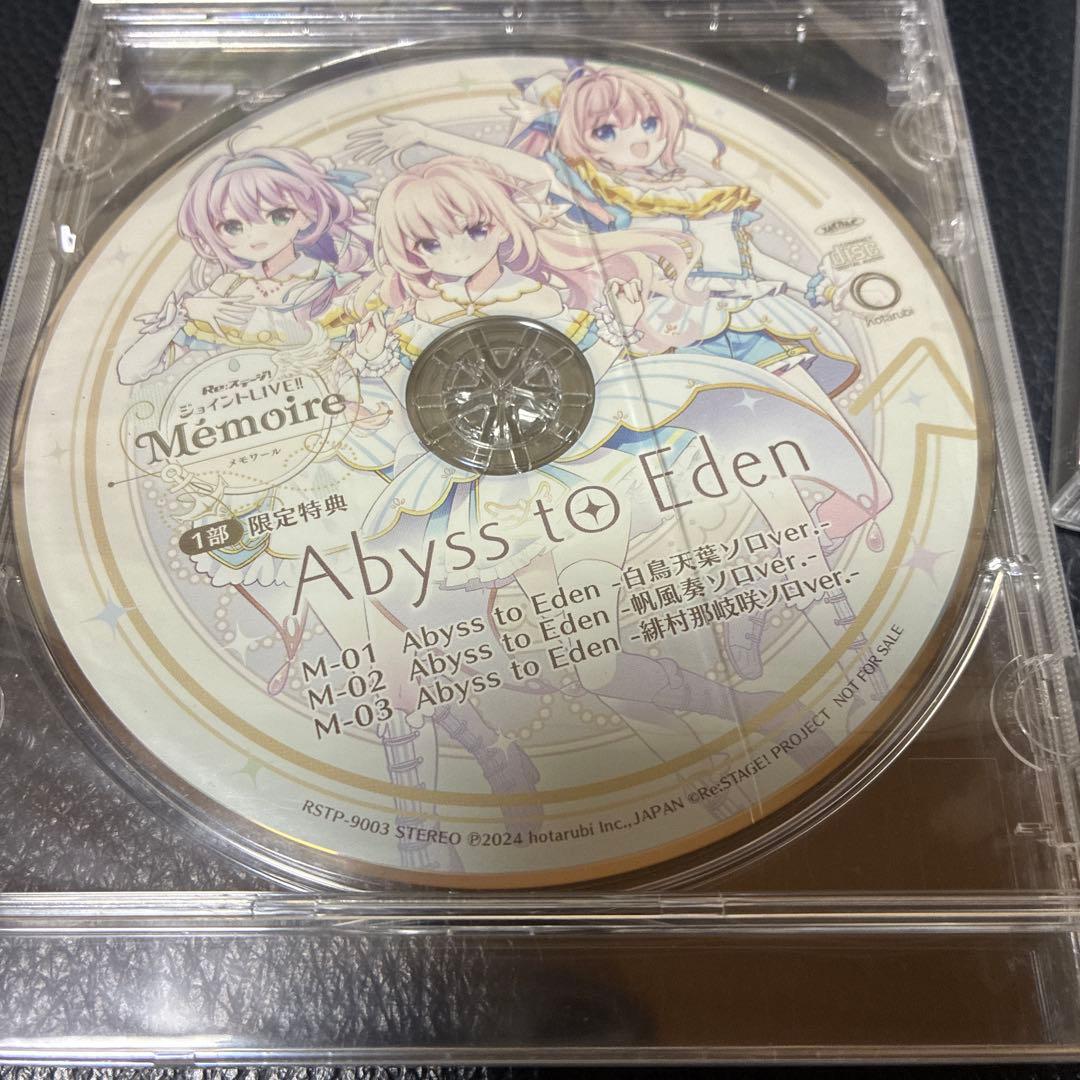 Re:ステージ!
ジョイントLIVE!!
Mémoire
メモワール
1部 限定特典
disc
hotarubi
Abyss to Eden
M-01 Abyss to Eden -白鳥天葉ソロver.-
M-02 Abyss to Eden -帆風奏ソロver.-
M-03 Abyss to Eden -緋村那岐咲ソロver.-
RSTP-9003 STEREO ℗2024 hotarubi Inc.,JAPAN ©Re:STAGE! PROJECT NOT FOR SALE